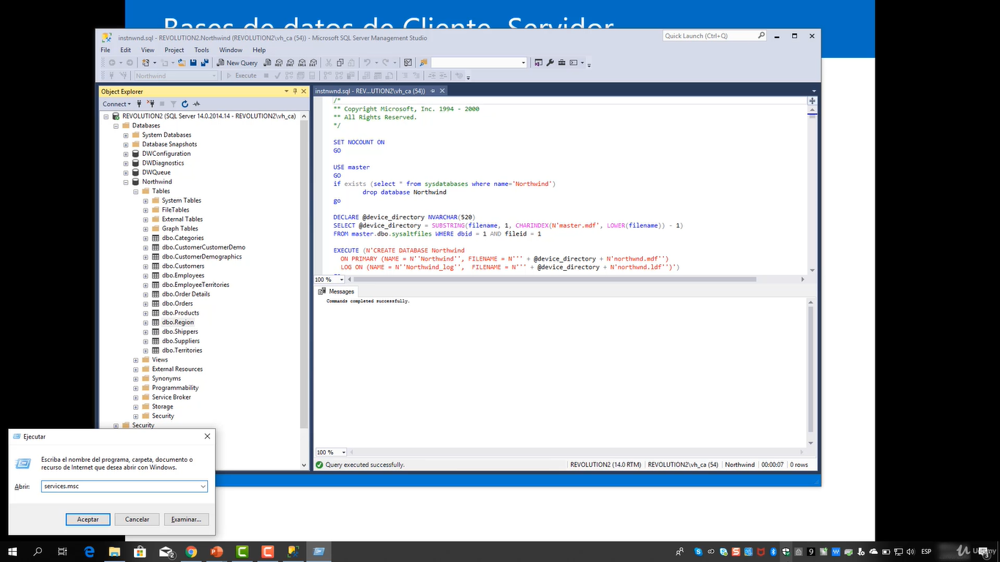 Bases de datos de Cliente Servidor
instnwnd.sql - REVOLUTION2.Northwind (REVOLUTION2\vh_ca (54)) - Microsoft SQL Server Management Studio
Quick Launch (Ctrl+Q)
File Edit View Project Tools Window Help
New Query
Northwind
Execute
Object Explorer
Connect
REVOLUTION2 (SQL Server 14.0.2014.14 - REVOLUTION2\vh_ca)
Databases
System Databases
Database Snapshots
DWConfiguration
DWDiagnostics
DWQueue
Northwind
Tables
System Tables
FileTables
External Tables
Graph Tables
dbo.Categories
dbo.CustomerCustomerDemo
dbo.CustomerDemographics
dbo.Customers
dbo.Employees
dbo.EmployeeTerritories
dbo.Order Details
dbo.Orders
dbo.Products
dbo.Region
dbo.Shippers
dbo.Suppliers
dbo.Territories
Views
External Resources
Synonyms
Programmability
Service Broker
Storage
Security
Security
instnwnd.sql - REV...UTION2\vh_ca (54))
/*
** Copyright Microsoft, Inc. 1994 - 2000
** All Rights Reserved.
*/
SET NOCOUNT ON
GO
USE master
GO
if exists (select * from sysdatabases where name='Northwind')
drop database Northwind
go
DECLARE @device_directory NVARCHAR(520)
SELECT @device_directory = SUBSTRING(filename, 1, CHARINDEX(N'master.mdf', LOWER(filename)) - 1)
FROM master.dbo.sysaltfiles WHERE dbid = 1 AND fileid = 1
EXECUTE (N'CREATE DATABASE Northwind
ON PRIMARY (NAME = N''Northwind'', FILENAME = N''' + @device_directory + N'northwnd.mdf'')
LOG ON (NAME = N''Northwind_log'', FILENAME = N''' + @device_directory + N'northwnd.ldf'')')
100 %
Messages
Commands completed successfully.
100 %
Query executed successfully.
REVOLUTION2 (14.0 RTM) REVOLUTION2\vh_ca (54) Northwind 00:00:07 0 rows
Ejecutar
Escriba el nombre del programa, carpeta, documento o
recurso de Internet que desea abrir con Windows.
Abrir: services.msc
Aceptar Cancelar Examinar...
ESP
Udemy